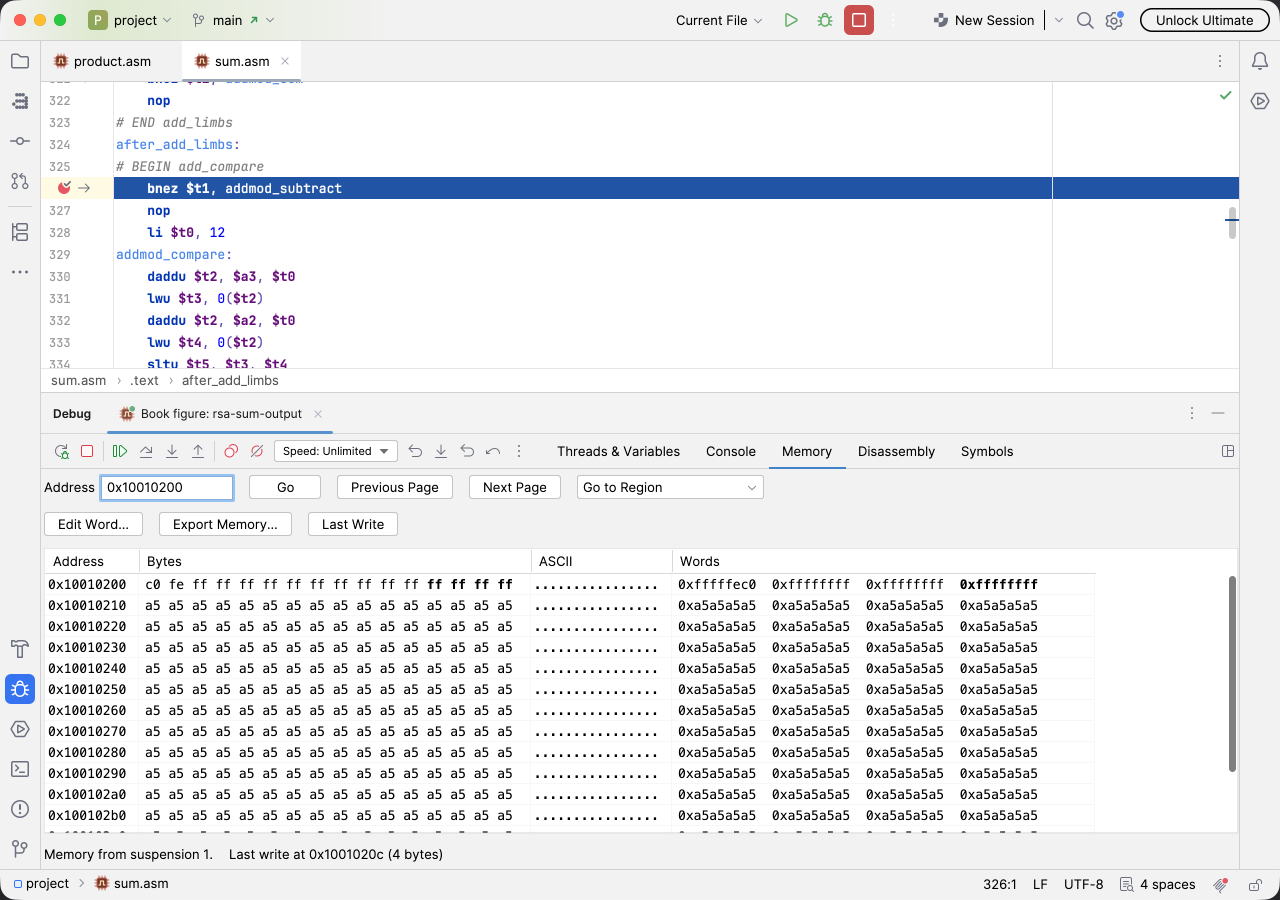 P project main Current File New Session Unlock Ultimate
product.asm sum.asm
322 bnez $t2, addmod_sum
322 nop
323 # END add_limbs
324 after_add_limbs:
325 # BEGIN add_compare
bnez $t1, addmod_subtract
327 nop
328 li $t0, 12
329 addmod_compare:
330 daddu $t2, $a3, $t0
331 lwu $t3, 0($t2)
332 daddu $t2, $a2, $t0
333 lwu $t4, 0($t2)
334 sltu $t5, $t3, $t4
sum.asm › .text › after_add_limbs
Debug Book figure: rsa-sum-output
Speed: Unlimited Threads & Variables Console Memory Disassembly Symbols
Address 0x10010200 Go Previous Page Next Page Go to Region
Edit Word... Export Memory... Last Write
Address Bytes ASCII Words
0x10010200 c0 fe ff ff ff ff ff ff ff ff ff ff ff ff ff ff ................ 0xfffffec0 0xffffffff 0xffffffff 0xffffffff
0x10010210 a5 a5 a5 a5 a5 a5 a5 a5 a5 a5 a5 a5 a5 a5 a5 a5 ................ 0xa5a5a5a5 0xa5a5a5a5 0xa5a5a5a5 0xa5a5a5a5
0x10010220 a5 a5 a5 a5 a5 a5 a5 a5 a5 a5 a5 a5 a5 a5 a5 a5 ................ 0xa5a5a5a5 0xa5a5a5a5 0xa5a5a5a5 0xa5a5a5a5
0x10010230 a5 a5 a5 a5 a5 a5 a5 a5 a5 a5 a5 a5 a5 a5 a5 a5 ................ 0xa5a5a5a5 0xa5a5a5a5 0xa5a5a5a5 0xa5a5a5a5
0x10010240 a5 a5 a5 a5 a5 a5 a5 a5 a5 a5 a5 a5 a5 a5 a5 a5 ................ 0xa5a5a5a5 0xa5a5a5a5 0xa5a5a5a5 0xa5a5a5a5
0x10010250 a5 a5 a5 a5 a5 a5 a5 a5 a5 a5 a5 a5 a5 a5 a5 a5 ................ 0xa5a5a5a5 0xa5a5a5a5 0xa5a5a5a5 0xa5a5a5a5
0x10010260 a5 a5 a5 a5 a5 a5 a5 a5 a5 a5 a5 a5 a5 a5 a5 a5 ................ 0xa5a5a5a5 0xa5a5a5a5 0xa5a5a5a5 0xa5a5a5a5
0x10010270 a5 a5 a5 a5 a5 a5 a5 a5 a5 a5 a5 a5 a5 a5 a5 a5 ................ 0xa5a5a5a5 0xa5a5a5a5 0xa5a5a5a5 0xa5a5a5a5
0x10010280 a5 a5 a5 a5 a5 a5 a5 a5 a5 a5 a5 a5 a5 a5 a5 a5 ................ 0xa5a5a5a5 0xa5a5a5a5 0xa5a5a5a5 0xa5a5a5a5
0x10010290 a5 a5 a5 a5 a5 a5 a5 a5 a5 a5 a5 a5 a5 a5 a5 a5 ................ 0xa5a5a5a5 0xa5a5a5a5 0xa5a5a5a5 0xa5a5a5a5
0x100102a0 a5 a5 a5 a5 a5 a5 a5 a5 a5 a5 a5 a5 a5 a5 a5 a5 ................ 0xa5a5a5a5 0xa5a5a5a5 0xa5a5a5a5 0xa5a5a5a5
0x100102b0 a5 a5 a5 a5 a5 a5 a5 a5 a5 a5 a5 a5 a5 a5 a5 a5 ................ 0xa5a5a5a5 0xa5a5a5a5 0xa5a5a5a5 0xa5a5a5a5
Memory from suspension 1. Last write at 0x1001020c (4 bytes)
project › sum.asm 326:1 LF UTF-8 4 spaces